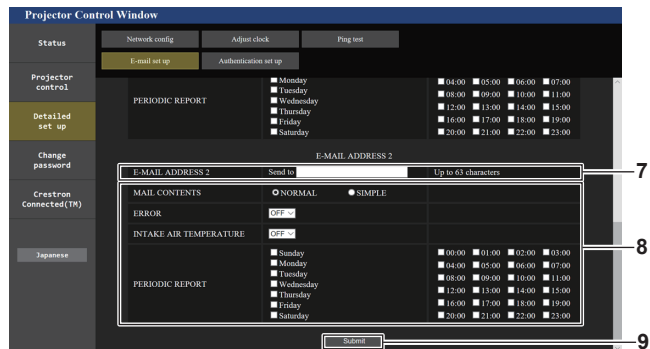 Projector Control Window
Status
Projector
control
Detailed
set up
Change
password
Crestron
Connected(TM)
Japanese
Network config Adjust clock Ping test
E-mail set up Authentication set up
Monday 04:00 05:00 06:00 07:00
Tuesday
PERIODIC REPORT Wednesday 08:00 09:00 10:00 11:00
Thursday 12:00 13:00 14:00 15:00
Friday 16:00 17:00 18:00 19:00
Saturday 20:00 21:00 22:00 23:00
E-MAIL ADDRESS 2
E-MAIL ADDRESS 2 Send to Up to 63 characters 7
MAIL CONTENTS NORMAL SIMPLE
ERROR OFF
INTAKE AIR TEMPERATURE OFF 8
Sunday 00:00 01:00 02:00 03:00
Monday 04:00 05:00 06:00 07:00
Tuesday 08:00 09:00 10:00 11:00
PERIODIC REPORT Wednesday
Thursday 12:00 13:00 14:00 15:00
Friday 16:00 17:00 18:00 19:00
Saturday 20:00 21:00 22:00 23:00
Submit 9